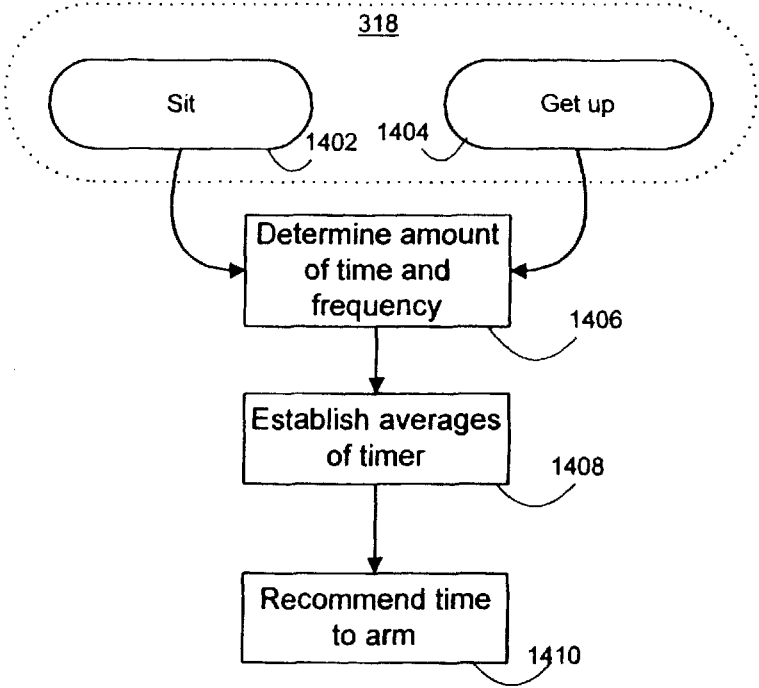 318
Sit
Get up
1402
1404
Determine amount
of time and
frequency
1406
Establish averages
of timer
1408
Recommend time
to arm
1410